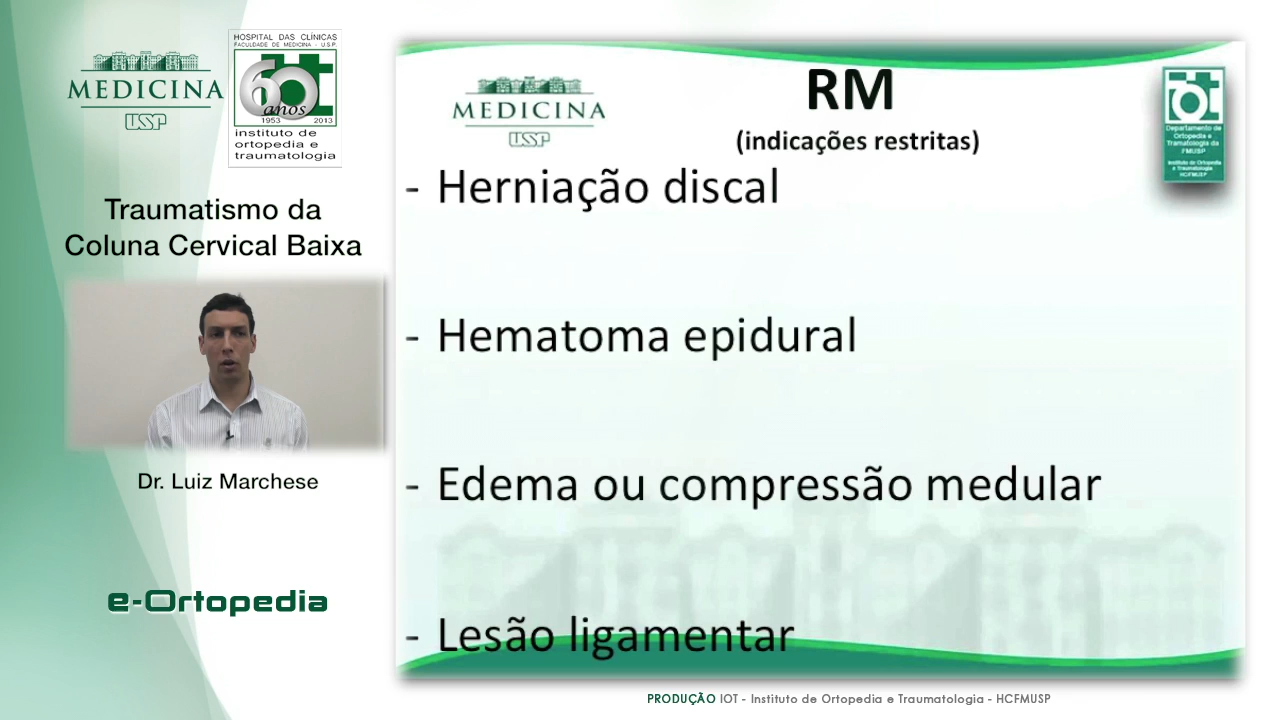 HOSPITAL DAS CLÍNICAS
FACULDADE DE MEDICINA - U.S.P.
MEDICINA
USP
60 iot
anos
1953 2013
instituto de
ortopedia e
traumatologia
Traumatismo da
Coluna Cervical Baixa
Dr. Luiz Marchese
e-Ortopedia
MEDICINA
USP
RM
(indicações restritas)
iot
Departamento de
Ortopedia e
Traumatologia da
FMUSP
Instituto de Ortopedia
e Traumatologia
HCFMUSP
- Herniação discal
- Hematoma epidural
- Edema ou compressão medular
- Lesão ligamentar
PRODUÇÃO IOT - Instituto de Ortopedia e Traumatologia - HCFMUSP